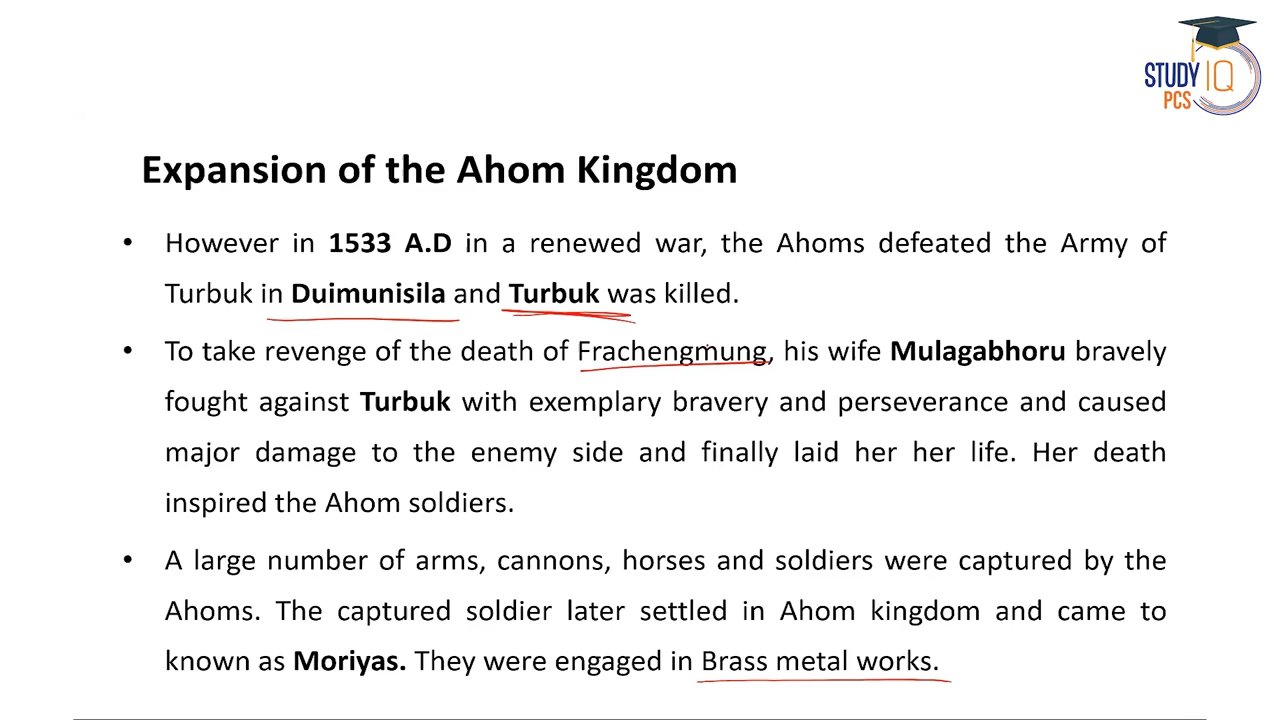 STUDY IQ
PCS
Expansion of the Ahom Kingdom
• However in 1533 A.D in a renewed war, the Ahoms defeated the Army of
Turbuk in Duimunisila and Turbuk was killed.
• To take revenge of the death of Frachengmung, his wife Mulagabhoru bravely
fought against Turbuk with exemplary bravery and perseverance and caused
major damage to the enemy side and finally laid her her life. Her death
inspired the Ahom soldiers.
• A large number of arms, cannons, horses and soldiers were captured by the
Ahoms. The captured soldier later settled in Ahom kingdom and came to
known as Moriyas. They were engaged in Brass metal works.